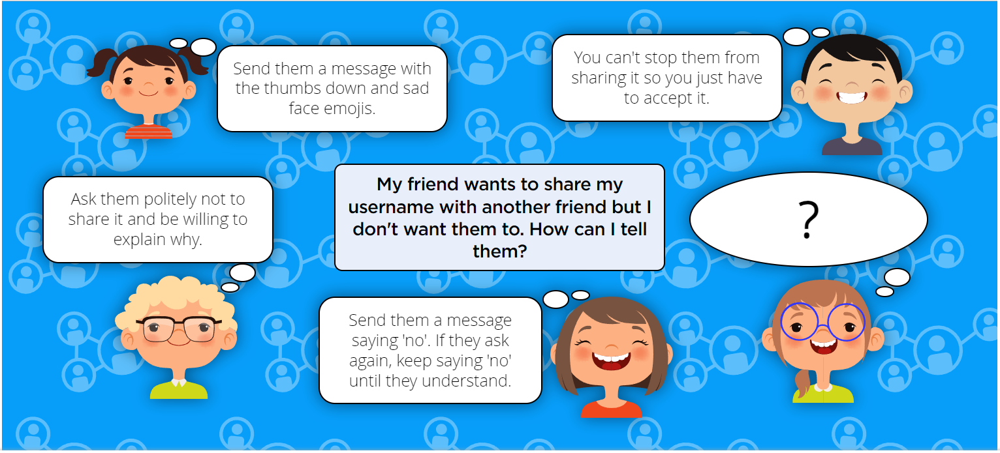 Send them a message with
the thumbs down and sad
face emojis.
You can't stop them from
sharing it so you just have
to accept it.
Ask them politely not to
share it and be willing to
explain why.
My friend wants to share my
username with another friend but I
don't want them to. How can I tell
them?
?
Send them a message
saying 'no'. If they ask
again, keep saying 'no'
until they understand.